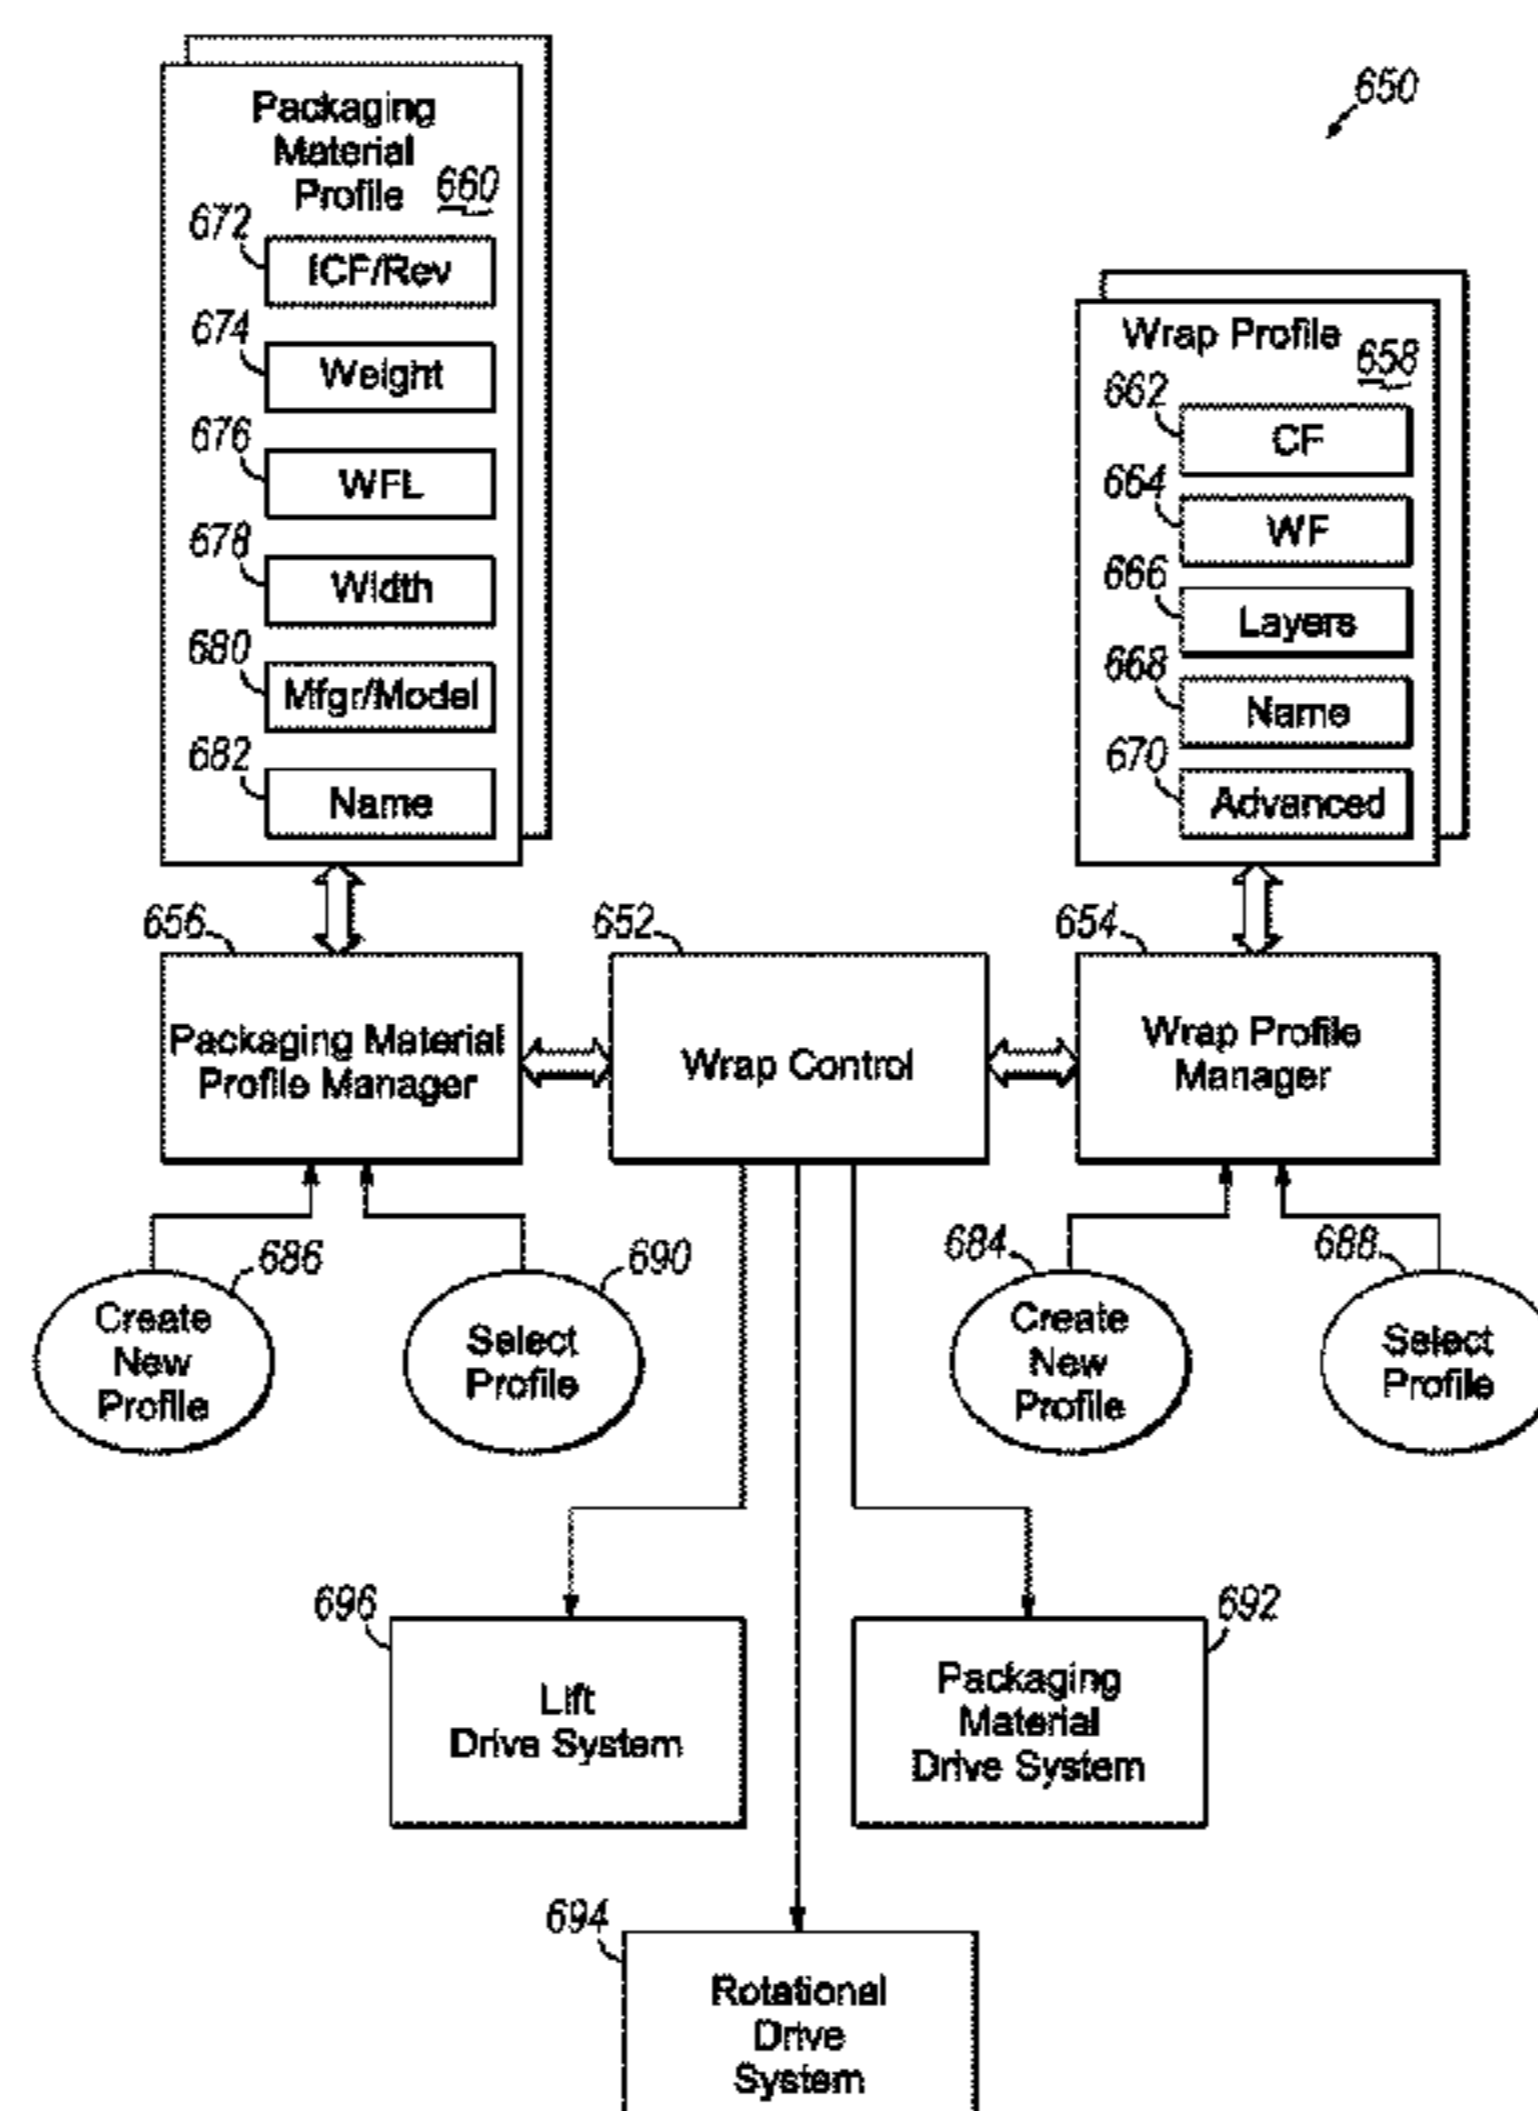 650
Packaging
Material
Profile 660
672
ICF/Rev
674
Weight
676
WFL
678
Width
680
Mfgr/Model
682
Name
Wrap Profile
658
662
CF
664
WF
666
Layers
668
Name
670
Advanced
656
Packaging Material
Profile Manager
652
Wrap Control
654
Wrap Profile
Manager
686
Create
New
Profile
690
Select
Profile
684
Create
New
Profile
688
Select
Profile
696
Lift
Drive System
692
Packaging
Material
Drive System
694
Rotational
Drive
System